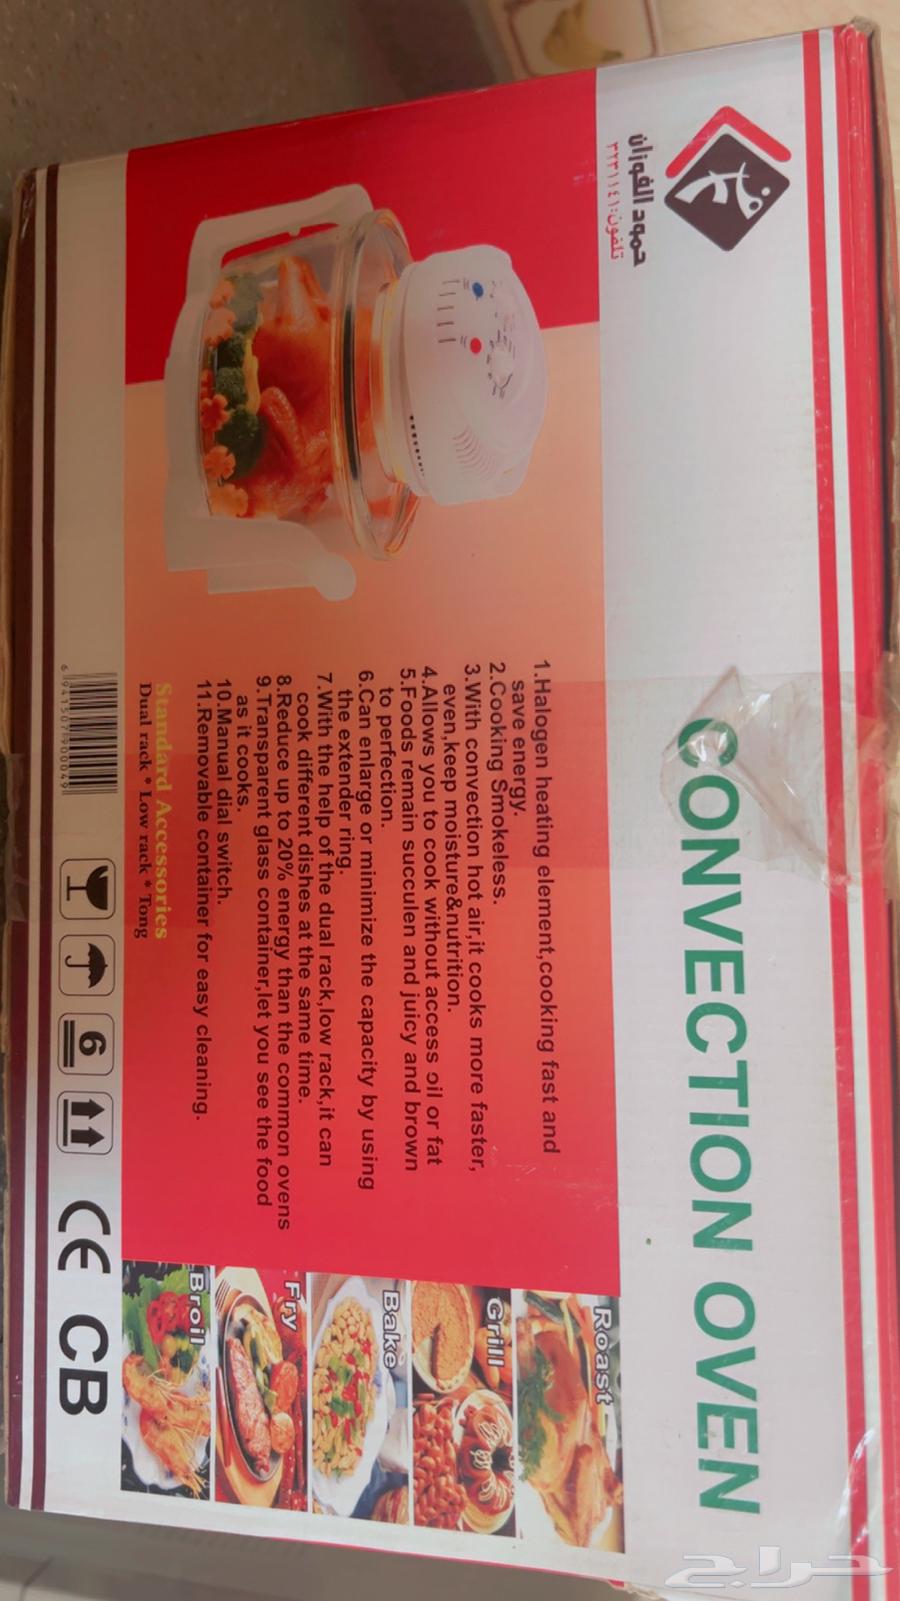 حمود الفوزان
تلفون: ٣٢٣١١٤١
CONVECTION OVEN
1.Halogen heating element,cooking fast and
save energy.
2.Cooking Smokeless.
3.With convection hot air,it cooks more faster,
even,keep moisture&nutrition.
4.Allows you to cook without access oil or fat
5.Foods remain succulen and juicy and brown
to perfection.
6.Can enlarge or minimize the capacity by using
the extender ring.
7.With the help of the dual rack,low rack,it can
cook different dishes at the same time.
8.Reduce up to 20% energy than the common ovens
9.Transparent glass container,let you see the food
as it cooks.
10.Manual dial switch.
11.Removable container for easy cleaning.
Standard Accessories
Dual rack * Low rack * Tong
Roast
Grill
Bake
Fry
Broil
6 941507 900049
6
CE CB
حراج